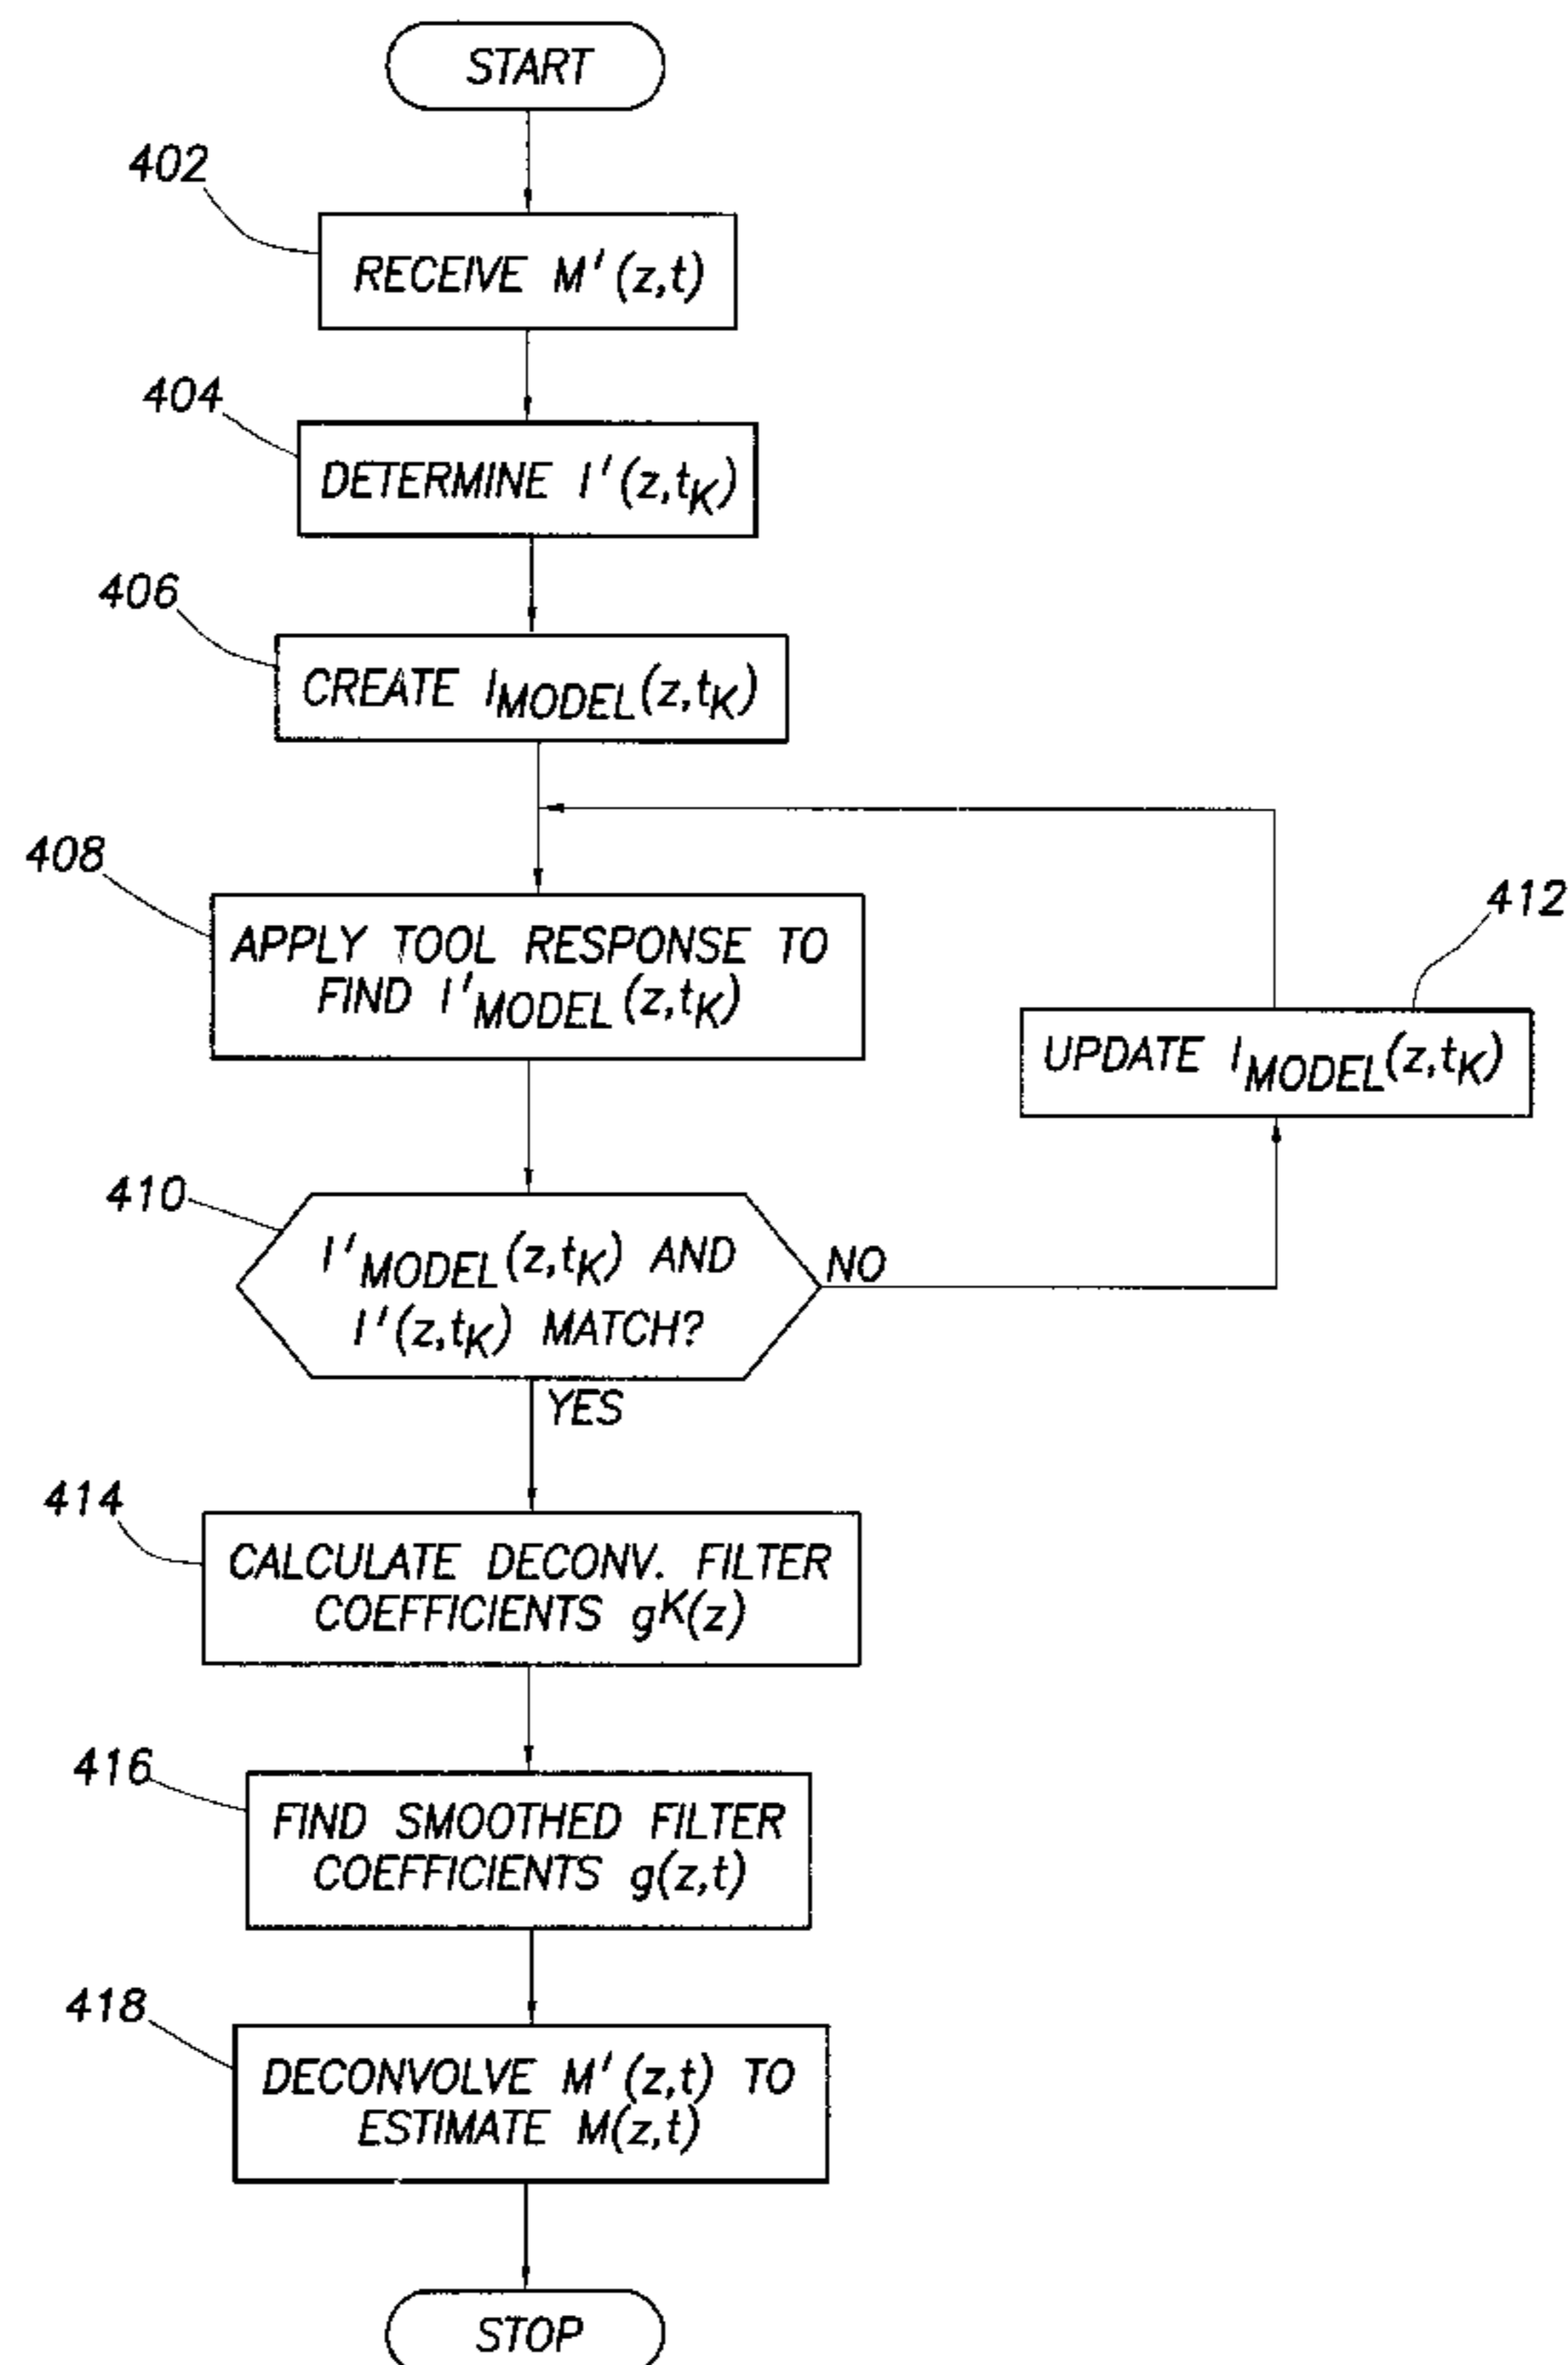 START
402
RECEIVE M'(z,t)
404
DETERMINE I'(z,tK)
406
CREATE IMODEL(z,tK)
408
APPLY TOOL RESPONSE TO
FIND I'MODEL(z,tK)
412
UPDATE IMODEL(z,tK)
410
I'MODEL(z,tK) AND
I'(z,tK) MATCH?
NO
YES
414
CALCULATE DECONV. FILTER
COEFFICIENTS gK(z)
416
FIND SMOOTHED FILTER
COEFFICIENTS g(z,t)
418
DECONVOLVE M'(z,t) TO
ESTIMATE M(z,t)
STOP